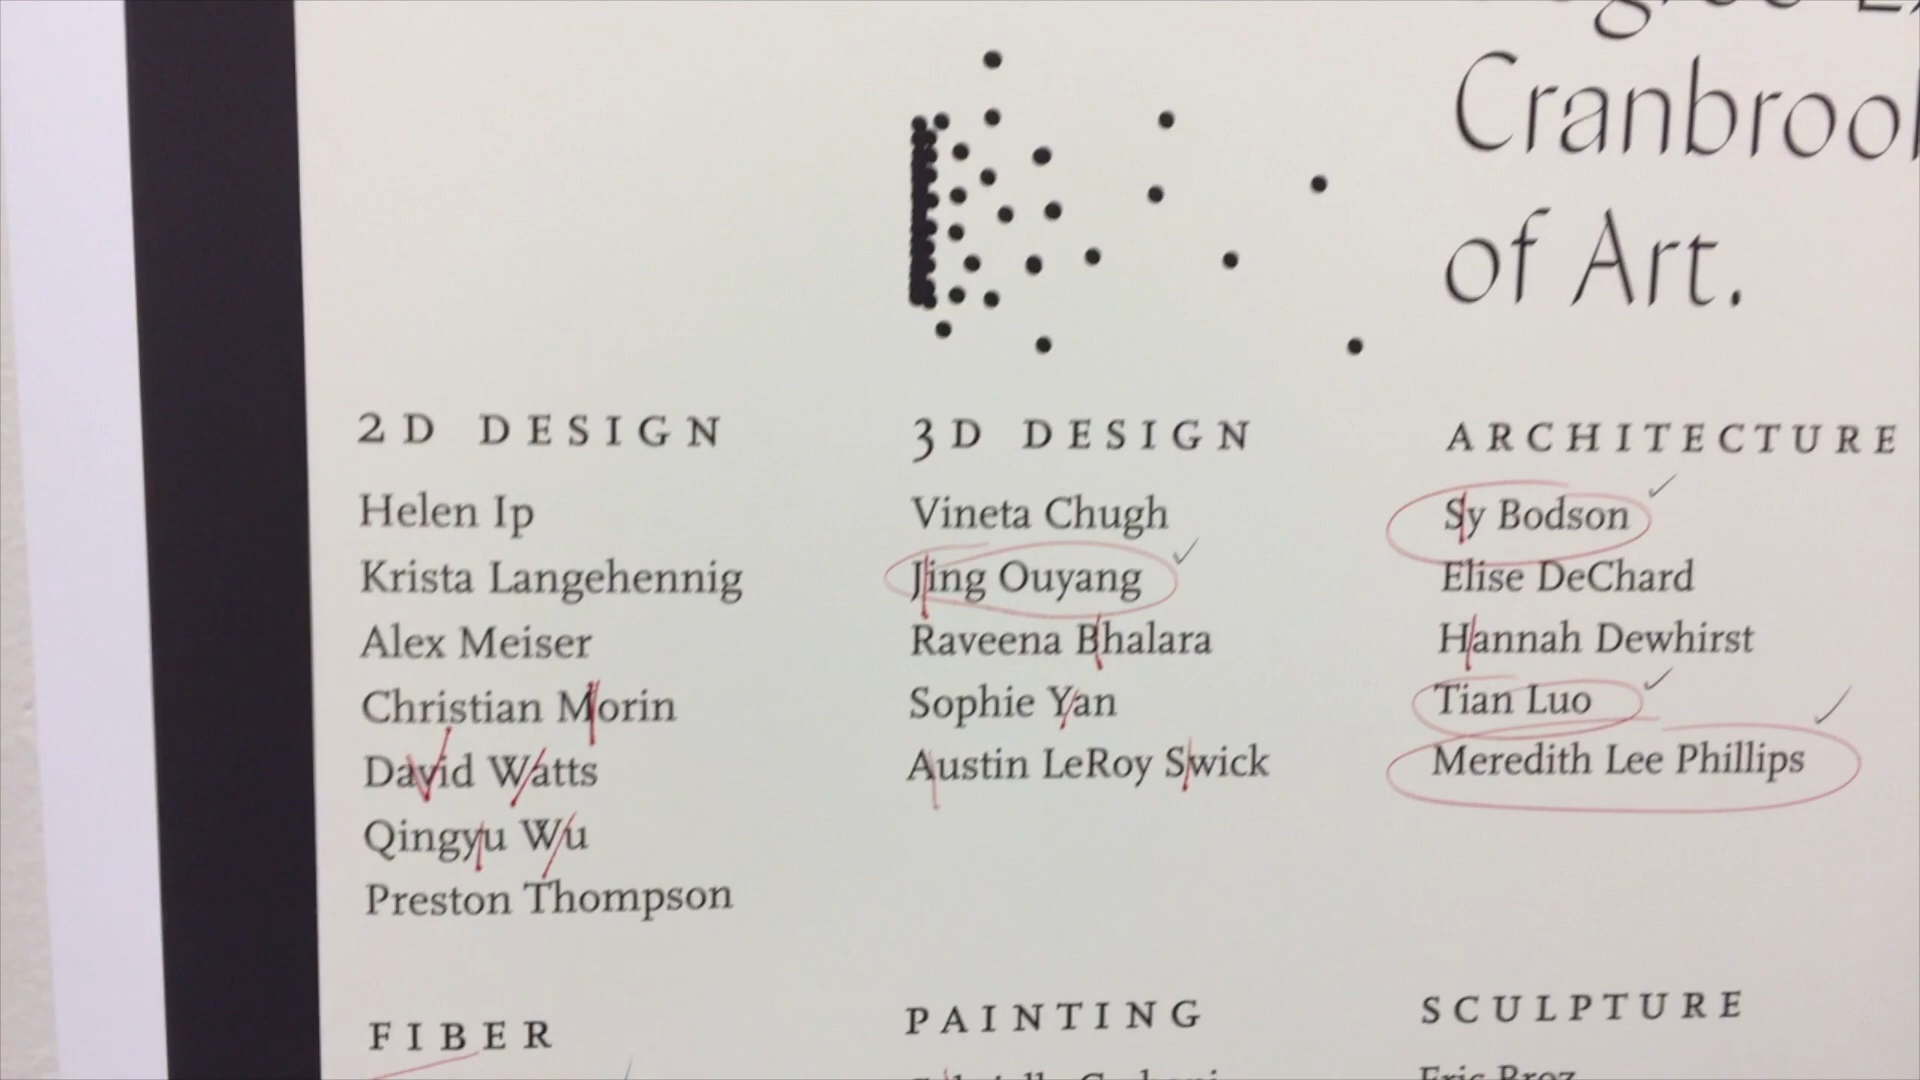 Cranbrook
of Art.
2D DESIGN
Helen Ip
Krista Langehennig
Alex Meiser
Christian Morin
David Watts
Qingyu Wu
Preston Thompson
3D DESIGN
Vineta Chugh
Jing Ouyang
Raveena Bhalara
Sophie Yan
Austin LeRoy Swick
ARCHITECTURE
Sy Bodson
Elise DeChard
Hannah Dewhirst
Tian Luo
Meredith Lee Phillips
FIBER
PAINTING
SCULPTURE
Eric Broz